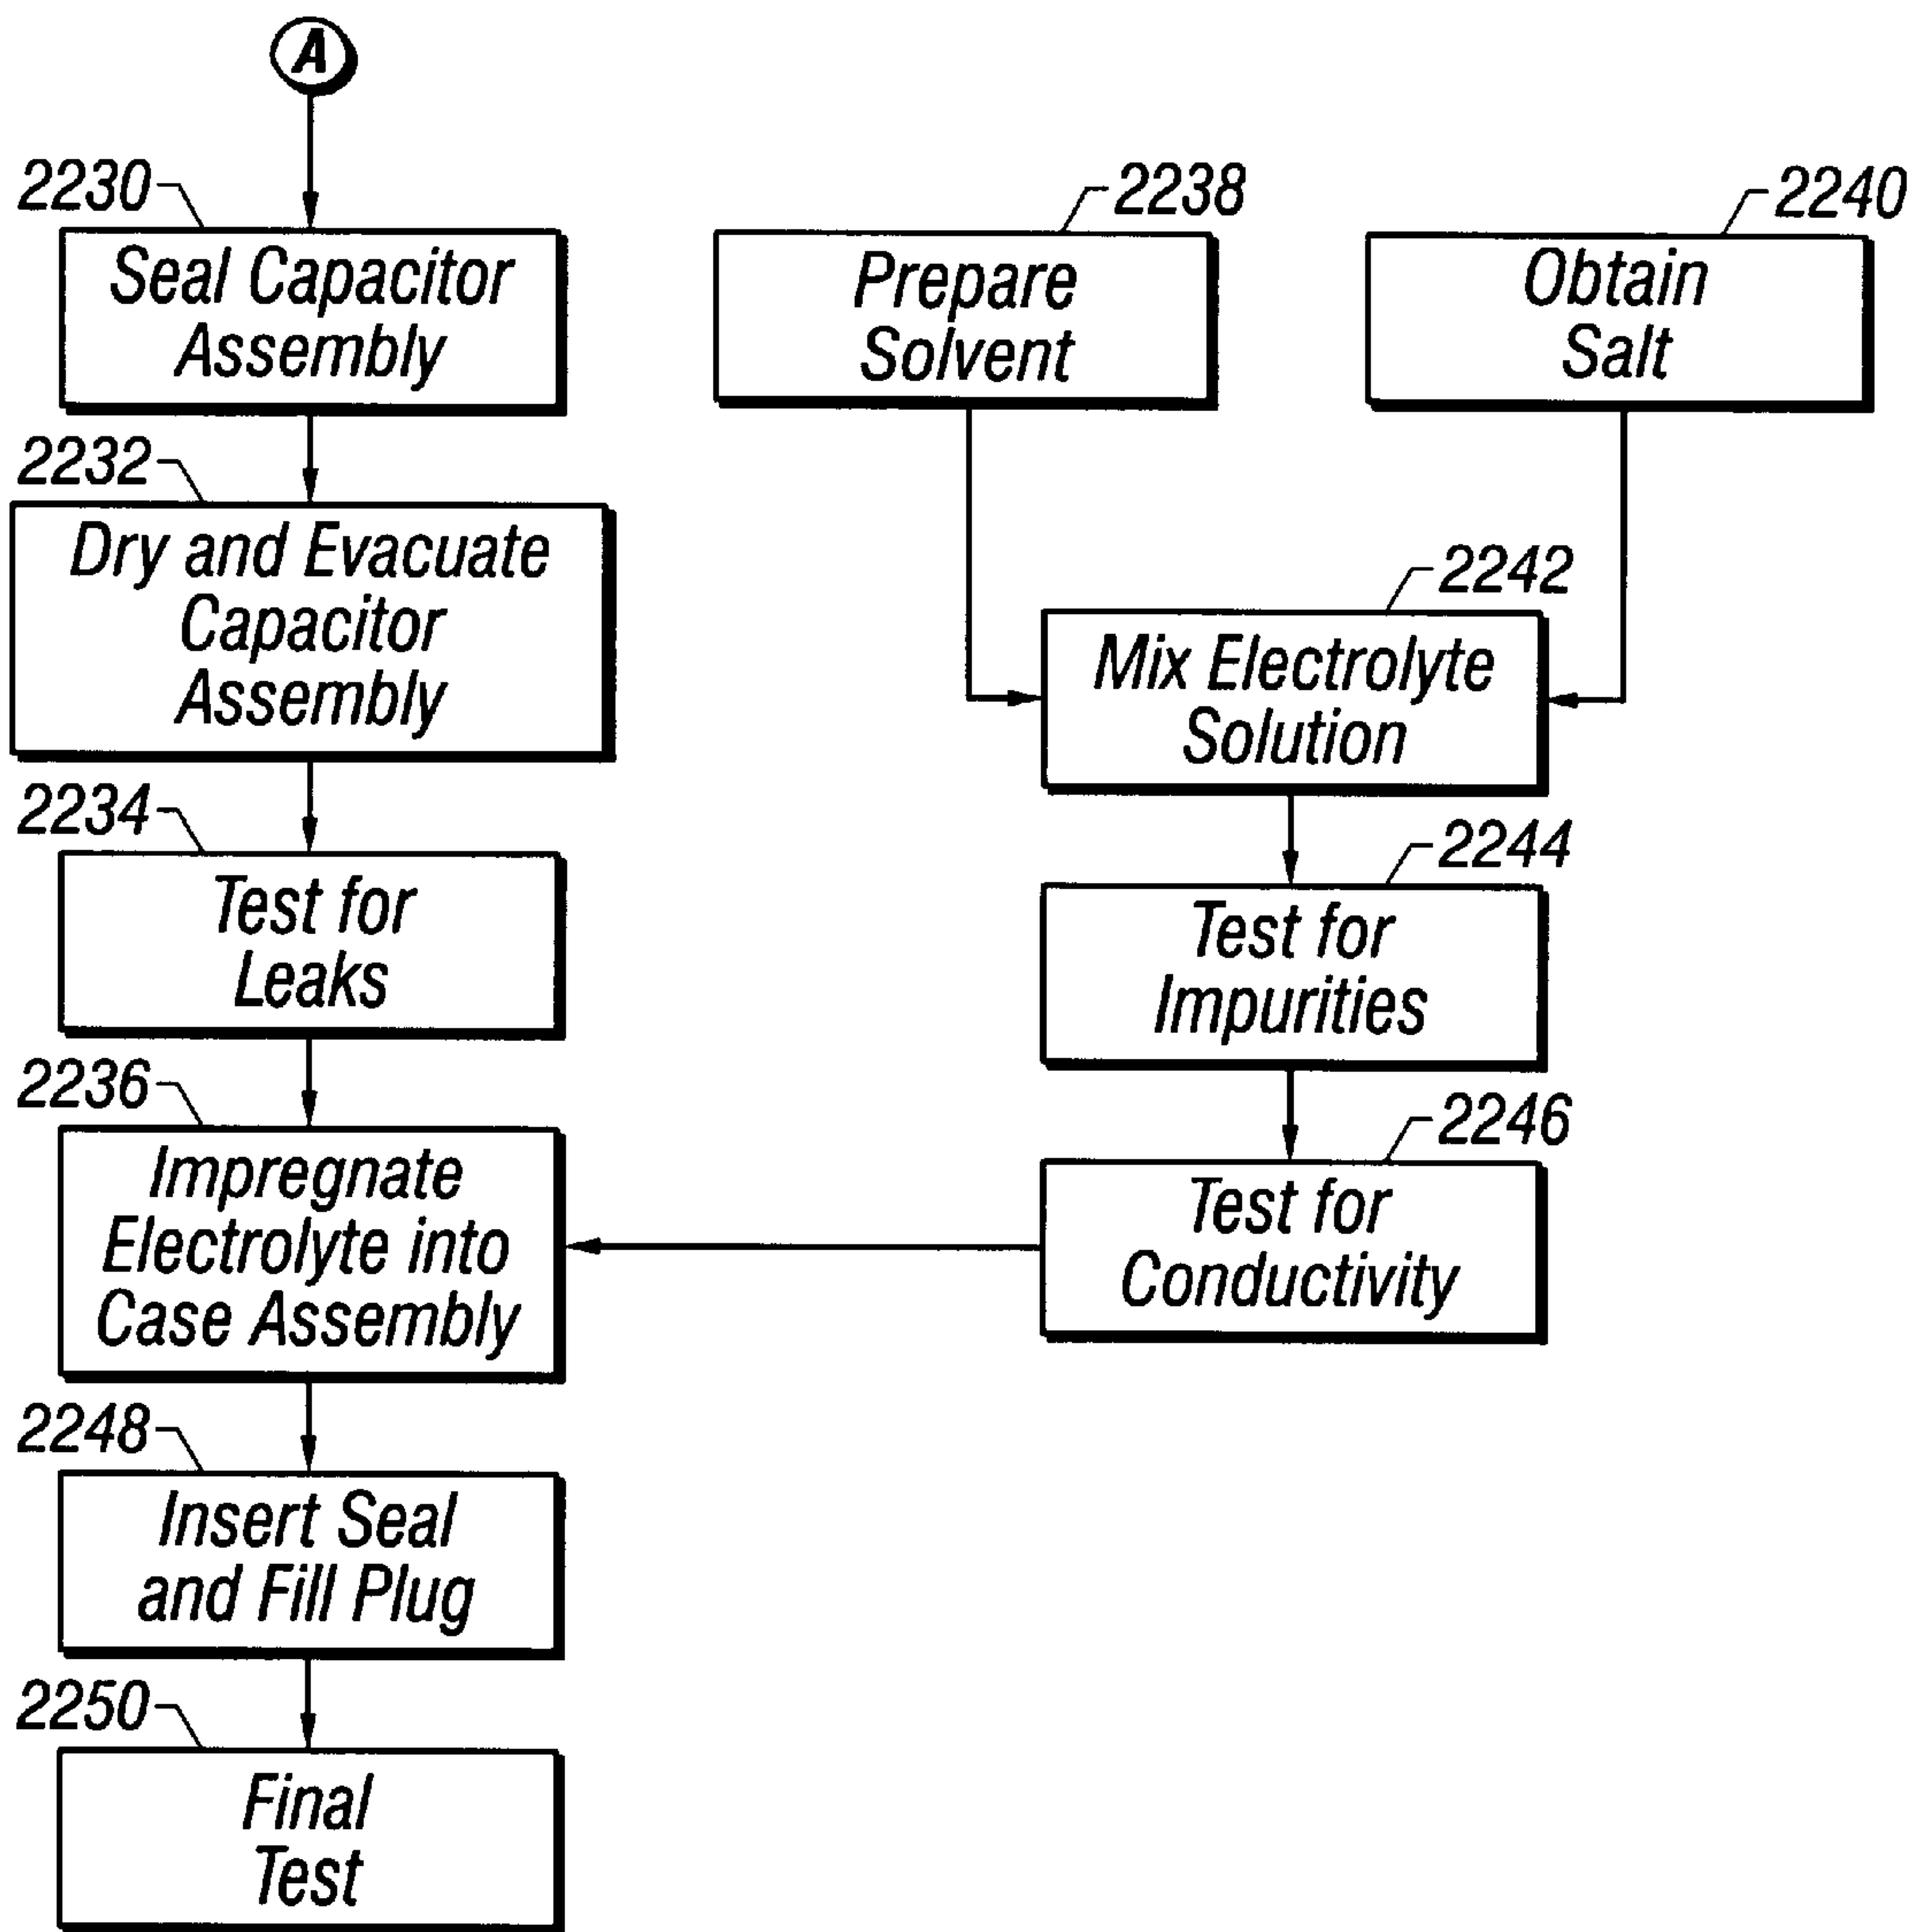 A
2230
Seal Capacitor
Assembly
2232
Dry and Evacuate
Capacitor
Assembly
2234
Test for
Leaks
2236
Impregnate
Electrolyte into
Case Assembly
2248
Insert Seal
and Fill Plug
2250
Final
Test
2238
Prepare
Solvent
2240
Obtain
Salt
2242
Mix Electrolyte
Solution
2244
Test for
Impurities
2246
Test for
Conductivity